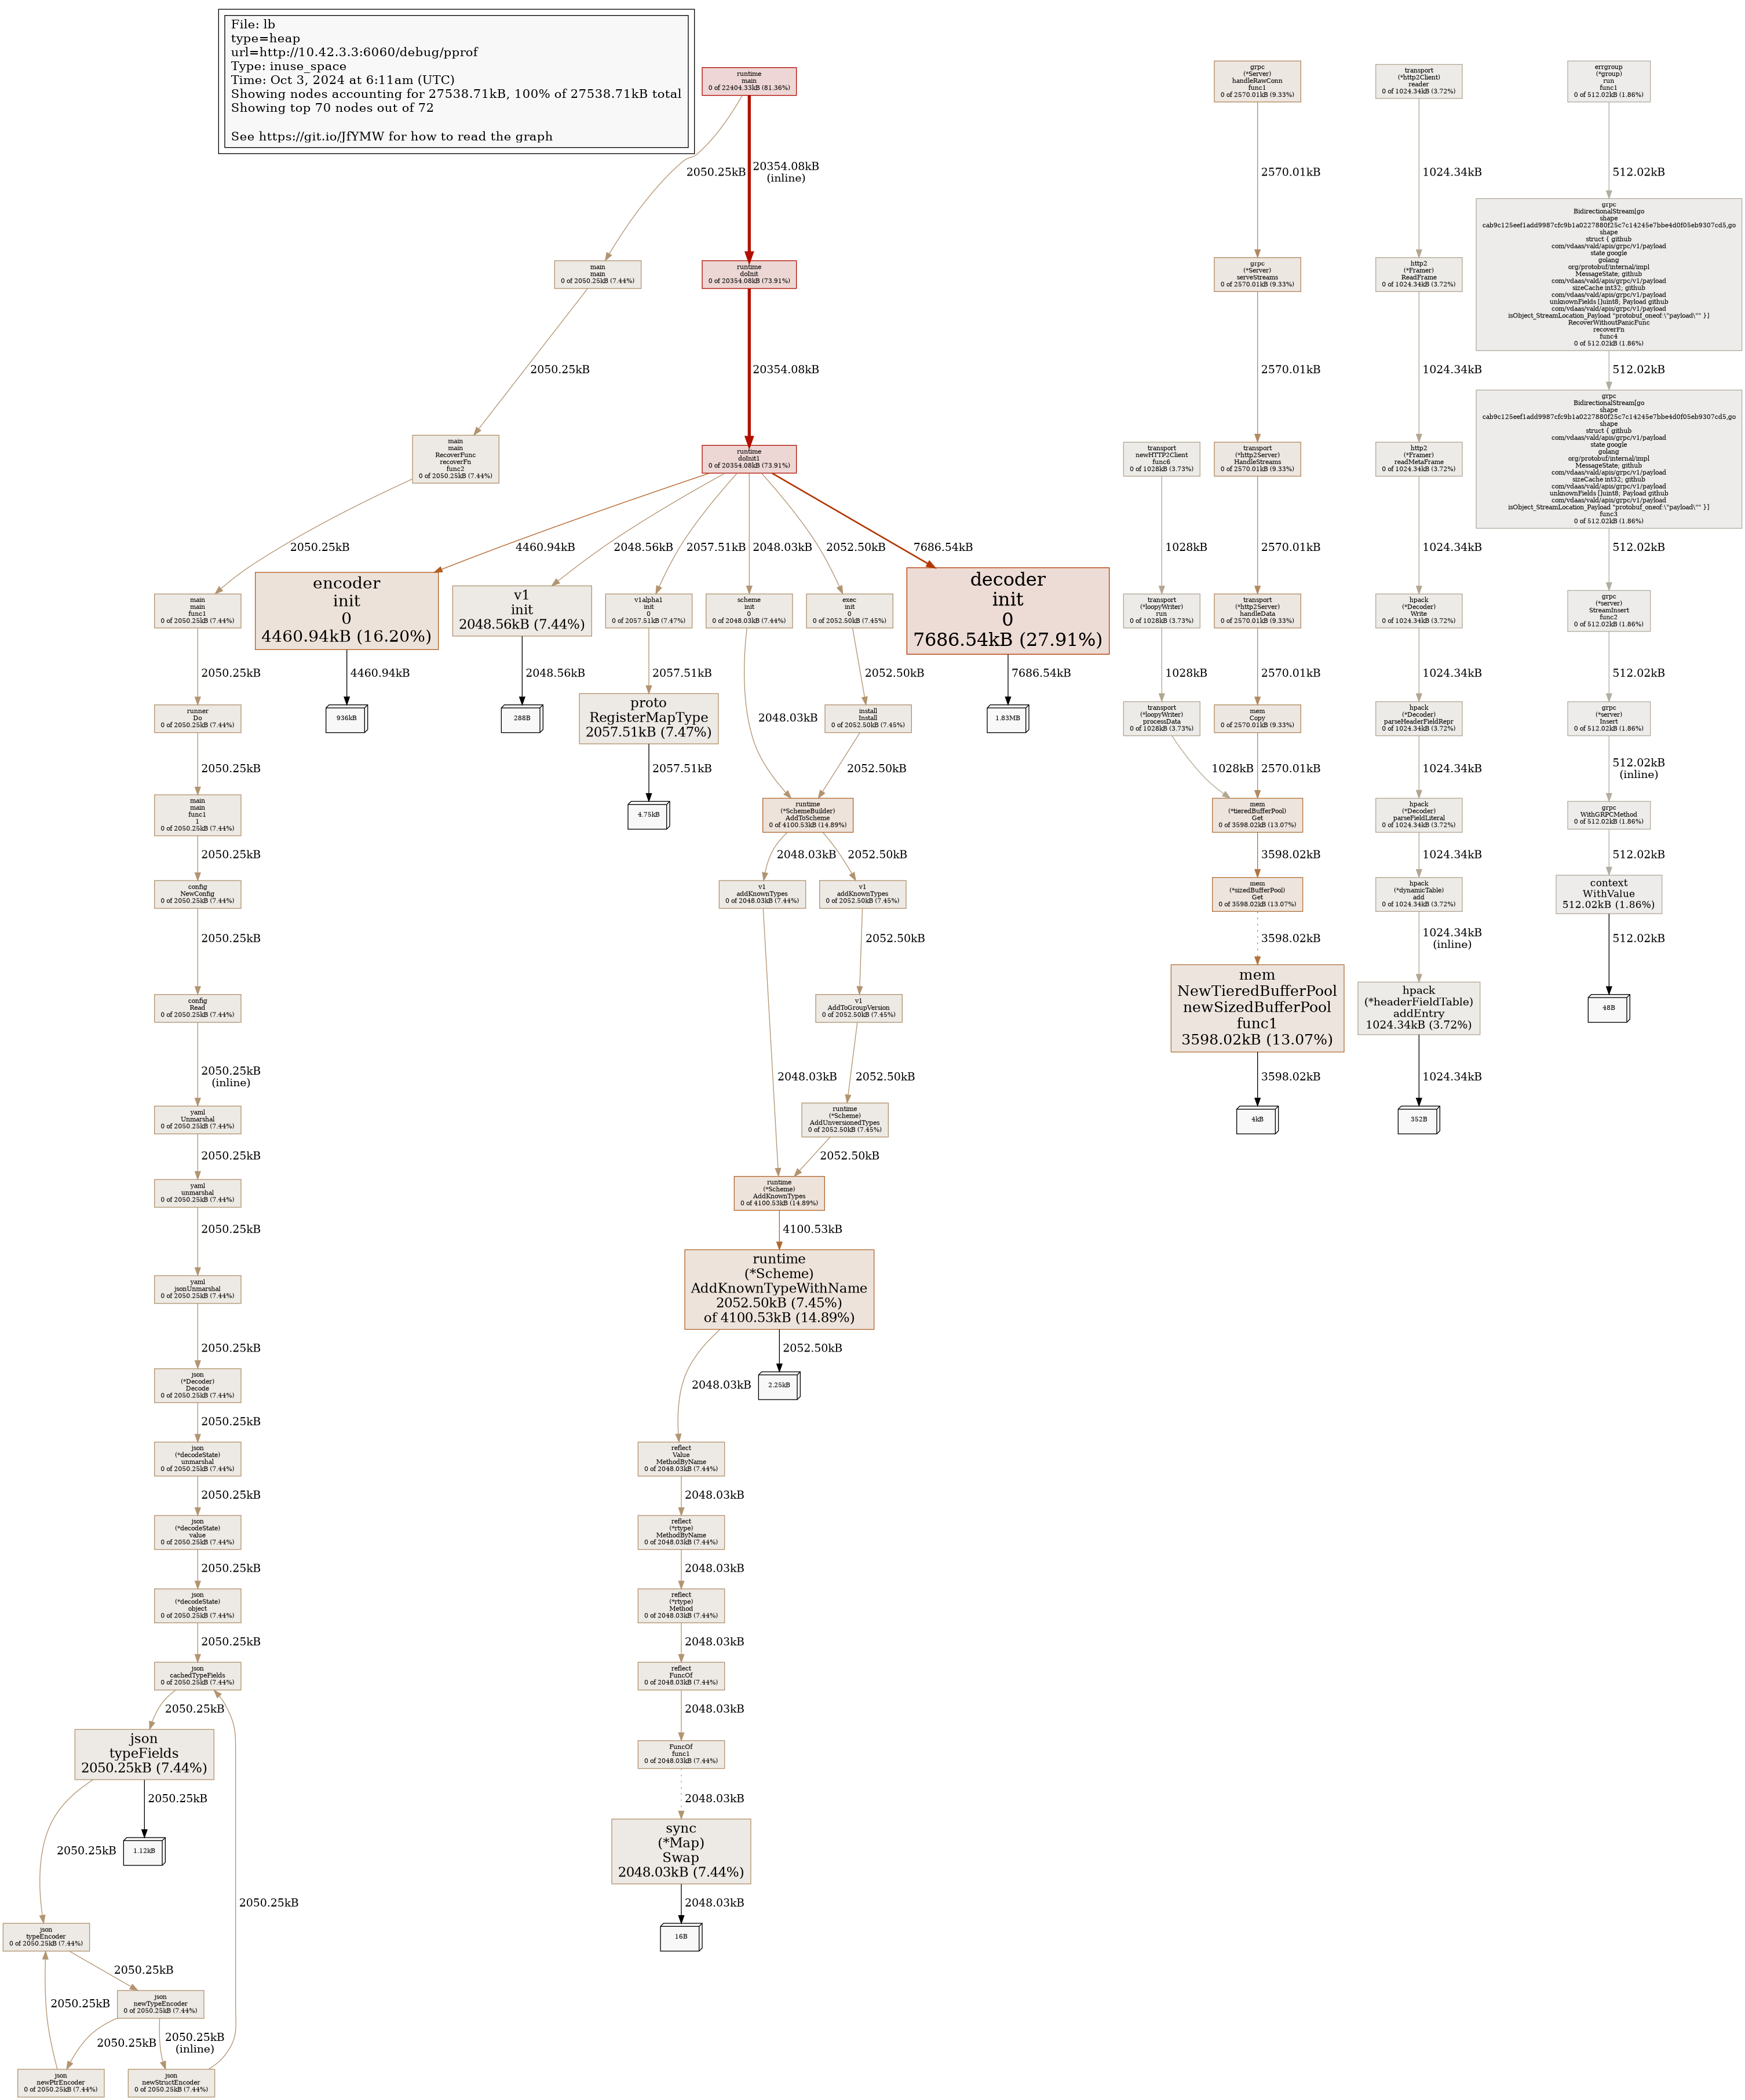 File: lb
type=heap
url=http://10.42.3.3:6060/debug/pprof
Type: inuse_space
Time: Oct 3, 2024 at 6:11am (UTC)
Showing nodes accounting for 27538.71kB, 100% of 27538.71kB total
Showing top 70 nodes out of 72
See https://git.io/JfYMW for how to read the graph
runtime
main
0 of 22404.33kB (81.36%)
2050.25kB
20354.08kB
(inline)
main
main
0 of 2050.25kB (7.44%)
runtime
doInit
0 of 20354.08kB (73.91%)
2050.25kB
20354.08kB
main
main
RecoverFunc
recoverFn
func2
0 of 2050.25kB (7.44%)
runtime
doInit1
0 of 20354.08kB (73.91%)
2050.25kB
4460.94kB
2048.56kB
2057.51kB
2048.03kB
2052.50kB
7686.54kB
main
main
func1
0 of 2050.25kB (7.44%)
encoder
init
0
4460.94kB (16.20%)
v1
init
2048.56kB (7.44%)
v1alpha1
init
0
0 of 2057.51kB (7.47%)
scheme
init
0
0 of 2048.03kB (7.44%)
exec
init
0
0 of 2052.50kB (7.45%)
decoder
init
0
7686.54kB (27.91%)
2050.25kB
4460.94kB
2048.56kB
2057.51kB
2048.03kB
2052.50kB
7686.54kB
runner
Do
0 of 2050.25kB (7.44%)
936kB
288B
proto
RegisterMapType
2057.51kB (7.47%)
install
Install
0 of 2052.50kB (7.45%)
1.83MB
2050.25kB
2057.51kB
2052.50kB
main
main
func1
1
0 of 2050.25kB (7.44%)
4.75kB
runtime
(*SchemeBuilder)
AddToScheme
0 of 4100.53kB (14.89%)
2050.25kB
2048.03kB
2052.50kB
config
NewConfig
0 of 2050.25kB (7.44%)
v1
addKnownTypes
0 of 2048.03kB (7.44%)
v1
addKnownTypes
0 of 2052.50kB (7.45%)
2050.25kB
2052.50kB
config
Read
0 of 2050.25kB (7.44%)
v1
AddToGroupVersion
0 of 2052.50kB (7.45%)
2050.25kB
(inline)
2048.03kB
2052.50kB
yaml
Unmarshal
0 of 2050.25kB (7.44%)
runtime
(*Scheme)
AddUnversionedTypes
0 of 2052.50kB (7.45%)
2050.25kB
2052.50kB
yaml
unmarshal
0 of 2050.25kB (7.44%)
runtime
(*Scheme)
AddKnownTypes
0 of 4100.53kB (14.89%)
2050.25kB
4100.53kB
yaml
jsonUnmarshal
0 of 2050.25kB (7.44%)
runtime
(*Scheme)
AddKnownTypeWithName
2052.50kB (7.45%)
of 4100.53kB (14.89%)
2050.25kB
2048.03kB
2052.50kB
json
(*Decoder)
Decode
0 of 2050.25kB (7.44%)
2.25kB
2050.25kB
json
(*decodeState)
unmarshal
0 of 2050.25kB (7.44%)
reflect
Value
MethodByName
0 of 2048.03kB (7.44%)
2050.25kB
2048.03kB
json
(*decodeState)
value
0 of 2050.25kB (7.44%)
reflect
(*rtype)
MethodByName
0 of 2048.03kB (7.44%)
2050.25kB
2048.03kB
json
(*decodeState)
object
0 of 2050.25kB (7.44%)
reflect
(*rtype)
Method
0 of 2048.03kB (7.44%)
2050.25kB
2048.03kB
json
cachedTypeFields
0 of 2050.25kB (7.44%)
reflect
FuncOf
0 of 2048.03kB (7.44%)
2050.25kB
2048.03kB
json
typeFields
2050.25kB (7.44%)
FuncOf
func1
0 of 2048.03kB (7.44%)
2050.25kB
2048.03kB
2050.25kB
1.12kB
sync
(*Map)
Swap
2048.03kB (7.44%)
2050.25kB
2048.03kB
json
typeEncoder
0 of 2050.25kB (7.44%)
16B
2050.25kB
json
newTypeEncoder
0 of 2050.25kB (7.44%)
2050.25kB
2050.25kB
2050.25kB
(inline)
json
newPtrEncoder
0 of 2050.25kB (7.44%)
json
newStructEncoder
0 of 2050.25kB (7.44%)
grpc
(*Server)
handleRawConn
func1
0 of 2570.01kB (9.33%)
2570.01kB
grpc
(*Server)
serveStreams
0 of 2570.01kB (9.33%)
2570.01kB
transport
newHTTP2Client
func6
0 of 1028kB (3.73%)
transport
(*http2Server)
HandleStreams
0 of 2570.01kB (9.33%)
1028kB
2570.01kB
transport
(*loopyWriter)
run
0 of 1028kB (3.73%)
transport
(*http2Server)
handleData
0 of 2570.01kB (9.33%)
1028kB
2570.01kB
transport
(*loopyWriter)
processData
0 of 1028kB (3.73%)
mem
Copy
0 of 2570.01kB (9.33%)
1028kB
2570.01kB
mem
(*tieredBufferPool)
Get
0 of 3598.02kB (13.07%)
3598.02kB
mem
(*sizedBufferPool)
Get
0 of 3598.02kB (13.07%)
3598.02kB
mem
NewTieredBufferPool
newSizedBufferPool
func1
3598.02kB (13.07%)
3598.02kB
4kB
transport
(*http2Client)
reader
0 of 1024.34kB (3.72%)
1024.34kB
http2
(*Framer)
ReadFrame
0 of 1024.34kB (3.72%)
1024.34kB
http2
(*Framer)
readMetaFrame
0 of 1024.34kB (3.72%)
1024.34kB
hpack
(*Decoder)
Write
0 of 1024.34kB (3.72%)
1024.34kB
hpack
(*Decoder)
parseHeaderFieldRepr
0 of 1024.34kB (3.72%)
1024.34kB
hpack
(*Decoder)
parseFieldLiteral
0 of 1024.34kB (3.72%)
1024.34kB
hpack
(*dynamicTable)
add
0 of 1024.34kB (3.72%)
1024.34kB
(inline)
hpack
(*headerFieldTable)
addEntry
1024.34kB (3.72%)
1024.34kB
352B
errgroup
(*group)
run
func1
0 of 512.02kB (1.86%)
512.02kB
grpc
BidirectionalStream[go
shape
cab9c125eef1add9987cfc9b1a0227880f25c7c14245e7bbe4d0f05eb9307cd5,go
shape
struct { github
com/vdaas/vald/apis/grpc/v1/payload
state google
golang
org/protobuf/internal/impl
MessageState; github
com/vdaas/vald/apis/grpc/v1/payload
sizeCache int32; github
com/vdaas/vald/apis/grpc/v1/payload
unknownFields []uint8; Payload github
com/vdaas/vald/apis/grpc/v1/payload
isObject_StreamLocation_Payload "protobuf_oneof:\"payload\"" }]
RecoverWithoutPanicFunc
recoverFn
func4
0 of 512.02kB (1.86%)
512.02kB
grpc
BidirectionalStream[go
shape
cab9c125eef1add9987cfc9b1a0227880f25c7c14245e7bbe4d0f05eb9307cd5,go
shape
struct { github
com/vdaas/vald/apis/grpc/v1/payload
state google
golang
org/protobuf/internal/impl
MessageState; github
com/vdaas/vald/apis/grpc/v1/payload
sizeCache int32; github
com/vdaas/vald/apis/grpc/v1/payload
unknownFields []uint8; Payload github
com/vdaas/vald/apis/grpc/v1/payload
isObject_StreamLocation_Payload "protobuf_oneof:\"payload\"" }]
func3
0 of 512.02kB (1.86%)
512.02kB
grpc
(*server)
StreamInsert
func2
0 of 512.02kB (1.86%)
512.02kB
grpc
(*server)
Insert
0 of 512.02kB (1.86%)
512.02kB
(inline)
grpc
WithGRPCMethod
0 of 512.02kB (1.86%)
512.02kB
context
WithValue
512.02kB (1.86%)
512.02kB
48B